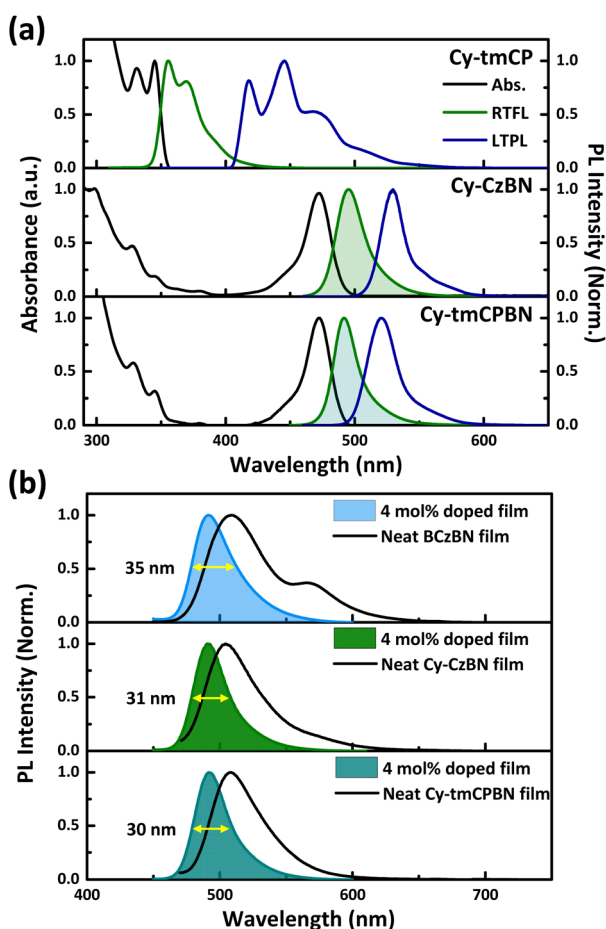 (a)
Cy-tmCP
Abs.
RTFL
LTPL
1.0
0.5
0.0
1.0
0.5
0.0
Cy-CzBN
1.0
0.5
0.0
1.0
0.5
0.0
Cy-tmCPBN
1.0
0.5
0.0
1.0
0.5
0.0
Absorbance (a.u.)
PL Intensity (Norm.)
300 400 500 600
Wavelength (nm)
(b)
4 mol% doped film
Neat BCzBN film
35 nm
1.0
0.5
0.0
4 mol% doped film
Neat Cy-CzBN film
31 nm
1.0
0.5
0.0
4 mol% doped film
Neat Cy-tmCPBN film
30 nm
1.0
0.5
0.0
PL Intensity (Norm.)
400 500 600 700
Wavelength (nm)